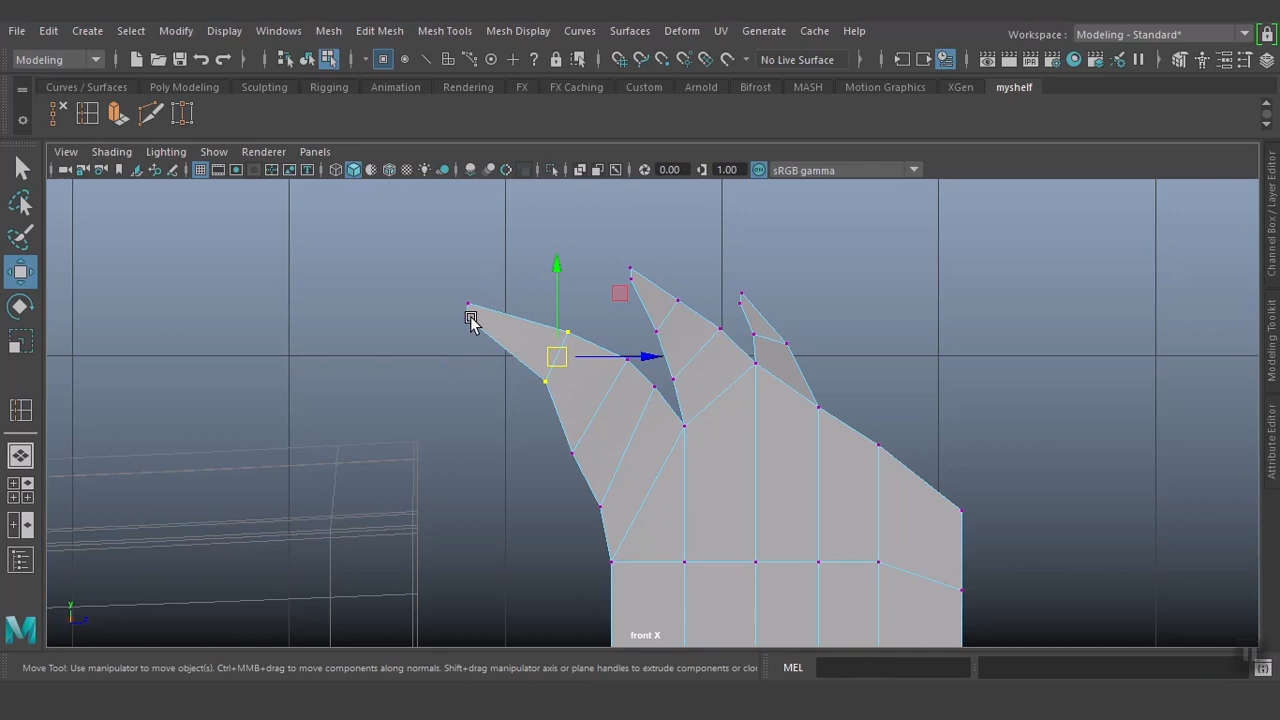 File Edit Create Select Modify Display Windows Mesh Edit Mesh Mesh Tools Mesh Display Curves Surfaces Deform UV Generate Cache Help Workspace : Modeling - Standard*
Modeling No Live Surface
Curves / Surfaces Poly Modeling Sculpting Rigging Animation Rendering FX FX Caching Custom Arnold Bifrost MASH Motion Graphics XGen myshelf
View Shading Lighting Show Renderer Panels
0.00 1.00 ON sRGB gamma
Channel Box / Layer Editor
Modeling Toolkit
Attribute Editor
y
z
front X
Move Tool: Use manipulator to move object(s). Ctrl+MMB+drag to move components along normals. Shift+drag manipulator axis or plane handles to extrude components or clo MEL